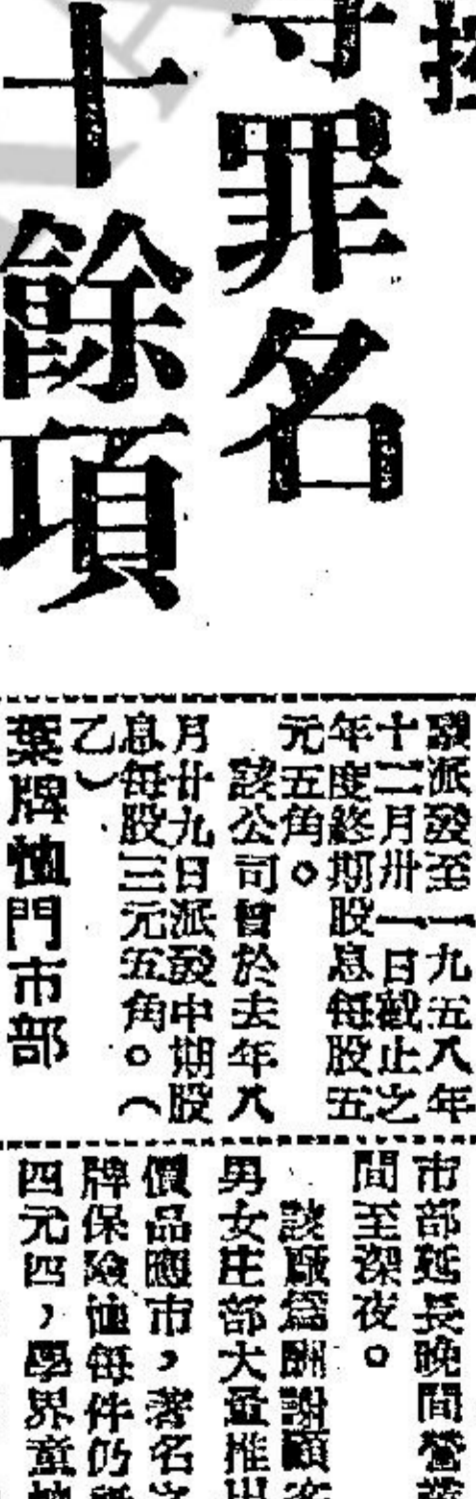 罪名
十餘項
派發至一九五八年
十二月卅一日截止之
年度終期股息每股五
元五角。
該公司曾於去年八
月廿九日派發中期股
息每股三元五角。（
乙）
葉牌恤門市部
市部延長晚間營
間至深夜。
該廠爲酬謝顧客
男女庄部大量推出
價品應市，著名
牌保險恤每件仍
四元四，學界童